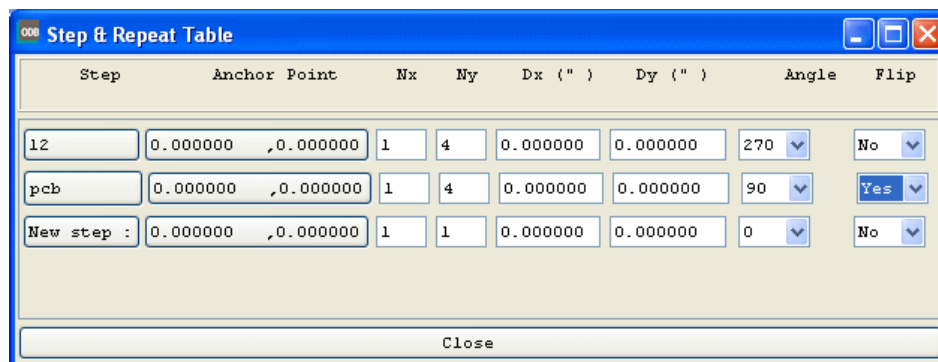 ODB Step & Repeat Table
Step Anchor Point Nx Ny Dx (" ) Dy (" ) Angle Flip
12 0.000000 ,0.000000 1 4 0.000000 0.000000 270 No
pcb 0.000000 ,0.000000 1 4 0.000000 0.000000 90 Yes
New step : 0.000000 ,0.000000 1 1 0.000000 0.000000 0 No
Close